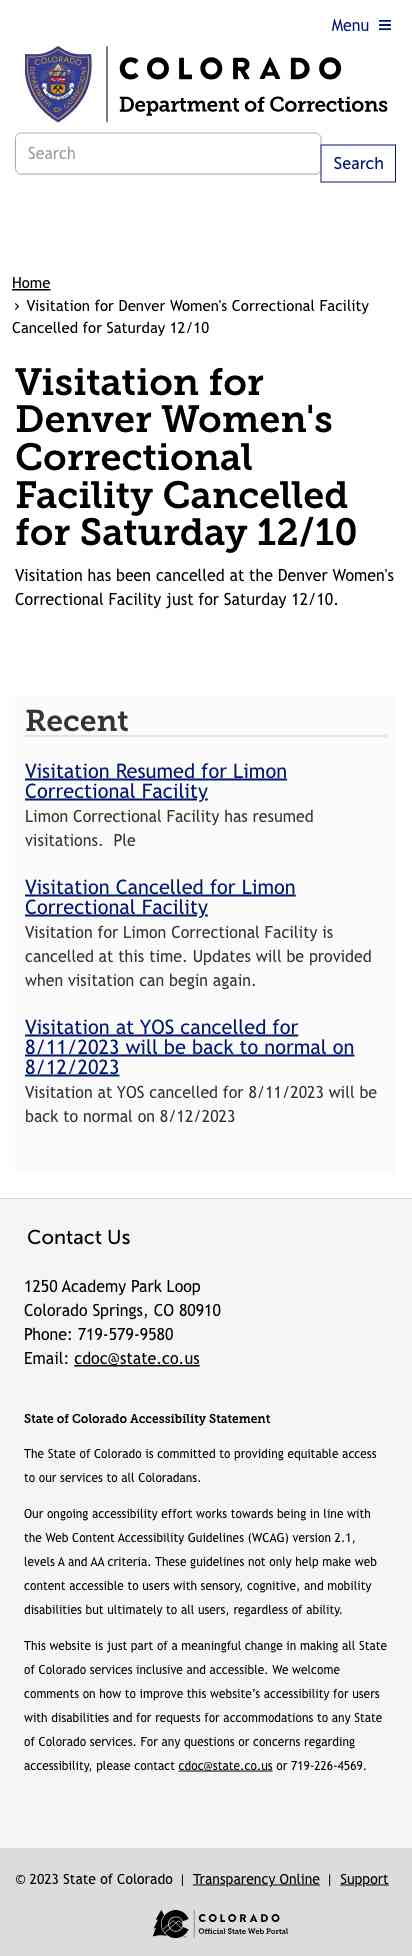 Menu
COLORADO
Department of Corrections
Search
Search
Home
› Visitation for Denver Women's Correctional Facility
Cancelled for Saturday 12/10
Visitation for
Denver Women's
Correctional
Facility Cancelled
for Saturday 12/10
Visitation has been cancelled at the Denver Women's
Correctional Facility just for Saturday 12/10.
Recent
Visitation Resumed for Limon
Correctional Facility
Limon Correctional Facility has resumed
visitations.  Ple
Visitation Cancelled for Limon
Correctional Facility
Visitation for Limon Correctional Facility is
cancelled at this time. Updates will be provided
when visitation can begin again.
Visitation at YOS cancelled for
8/11/2023 will be back to normal on
8/12/2023
Visitation at YOS cancelled for 8/11/2023 will be
back to normal on 8/12/2023
Contact Us
1250 Academy Park Loop
Colorado Springs, CO 80910
Phone: 719-579-9580
Email: cdoc@state.co.us
State of Colorado Accessibility Statement
The State of Colorado is committed to providing equitable access
to our services to all Coloradans.
Our ongoing accessibility effort works towards being in line with
the Web Content Accessibility Guidelines (WCAG) version 2.1,
levels A and AA criteria. These guidelines not only help make web
content accessible to users with sensory, cognitive, and mobility
disabilities but ultimately to all users, regardless of ability.
This website is just part of a meaningful change in making all State
of Colorado services inclusive and accessible. We welcome
comments on how to improve this website's accessibility for users
with disabilities and for requests for accommodations to any State
of Colorado services. For any questions or concerns regarding
accessibility, please contact cdoc@state.co.us or 719-226-4569.
© 2023 State of Colorado | Transparency Online | Support
COLORADO
Official State Web Portal